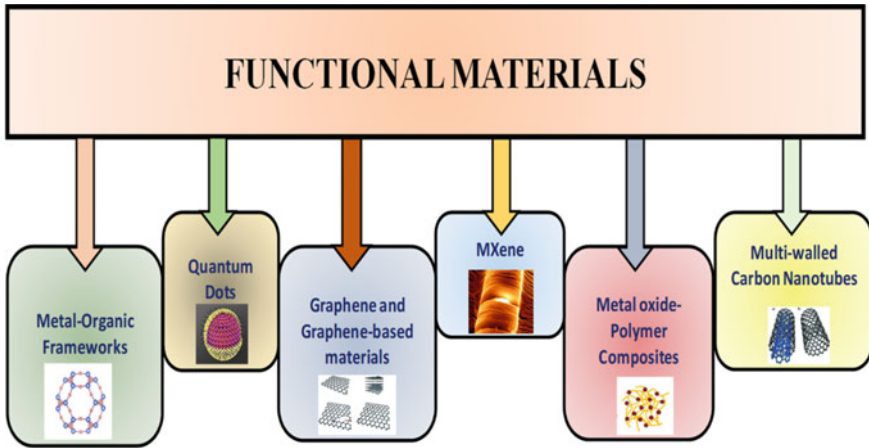 FUNCTIONAL MATERIALS
Metal-Organic
Frameworks
Quantum
Dots
Graphene and
Graphene-based
materials
MXene
Metal oxide-
Polymer
Composites
Multi-walled
Carbon Nanotubes